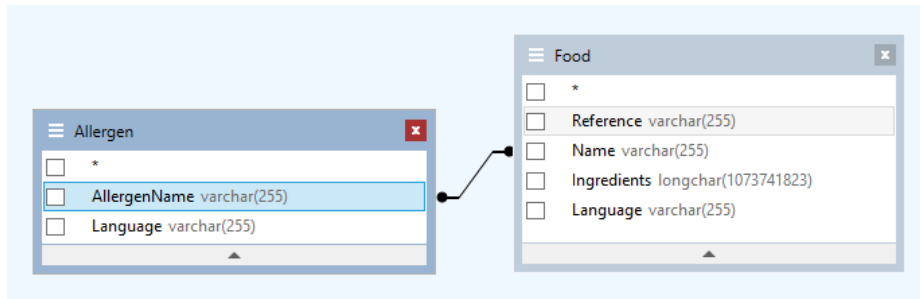 Allergen
*
AllergenName varchar(255)
Language varchar(255)
Food
*
Reference varchar(255)
Name varchar(255)
Ingredients longchar(1073741823)
Language varchar(255)